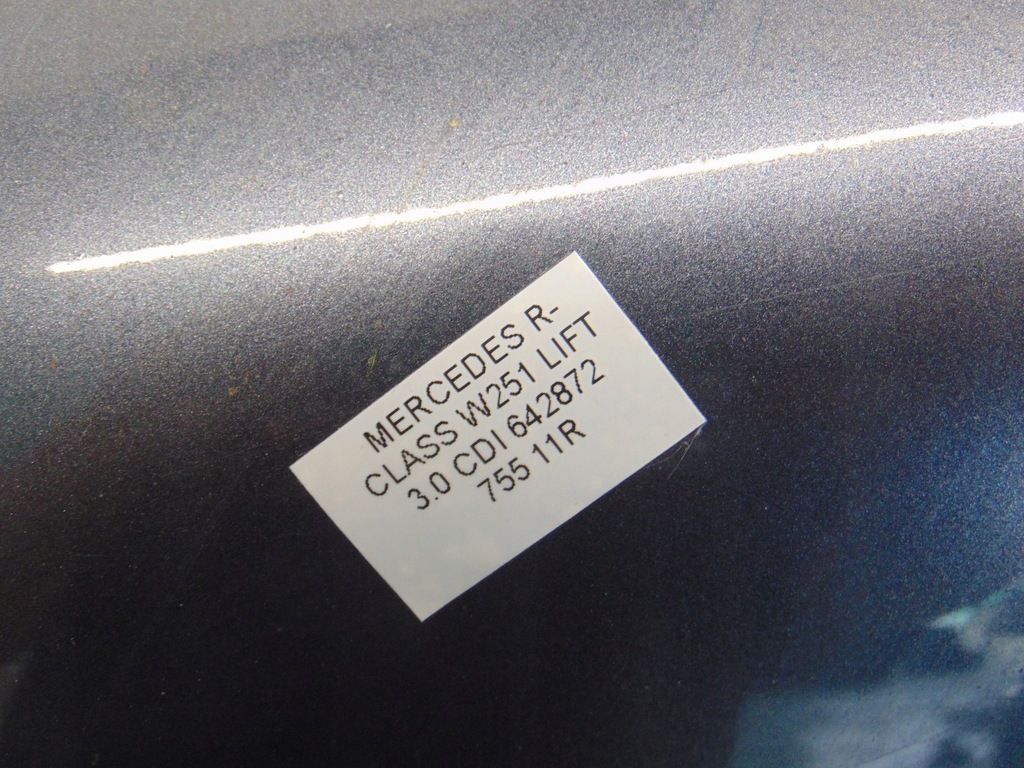 MERCEDES R-
CLASS W251 LIFT
3.0 CDI 642872
755 11R